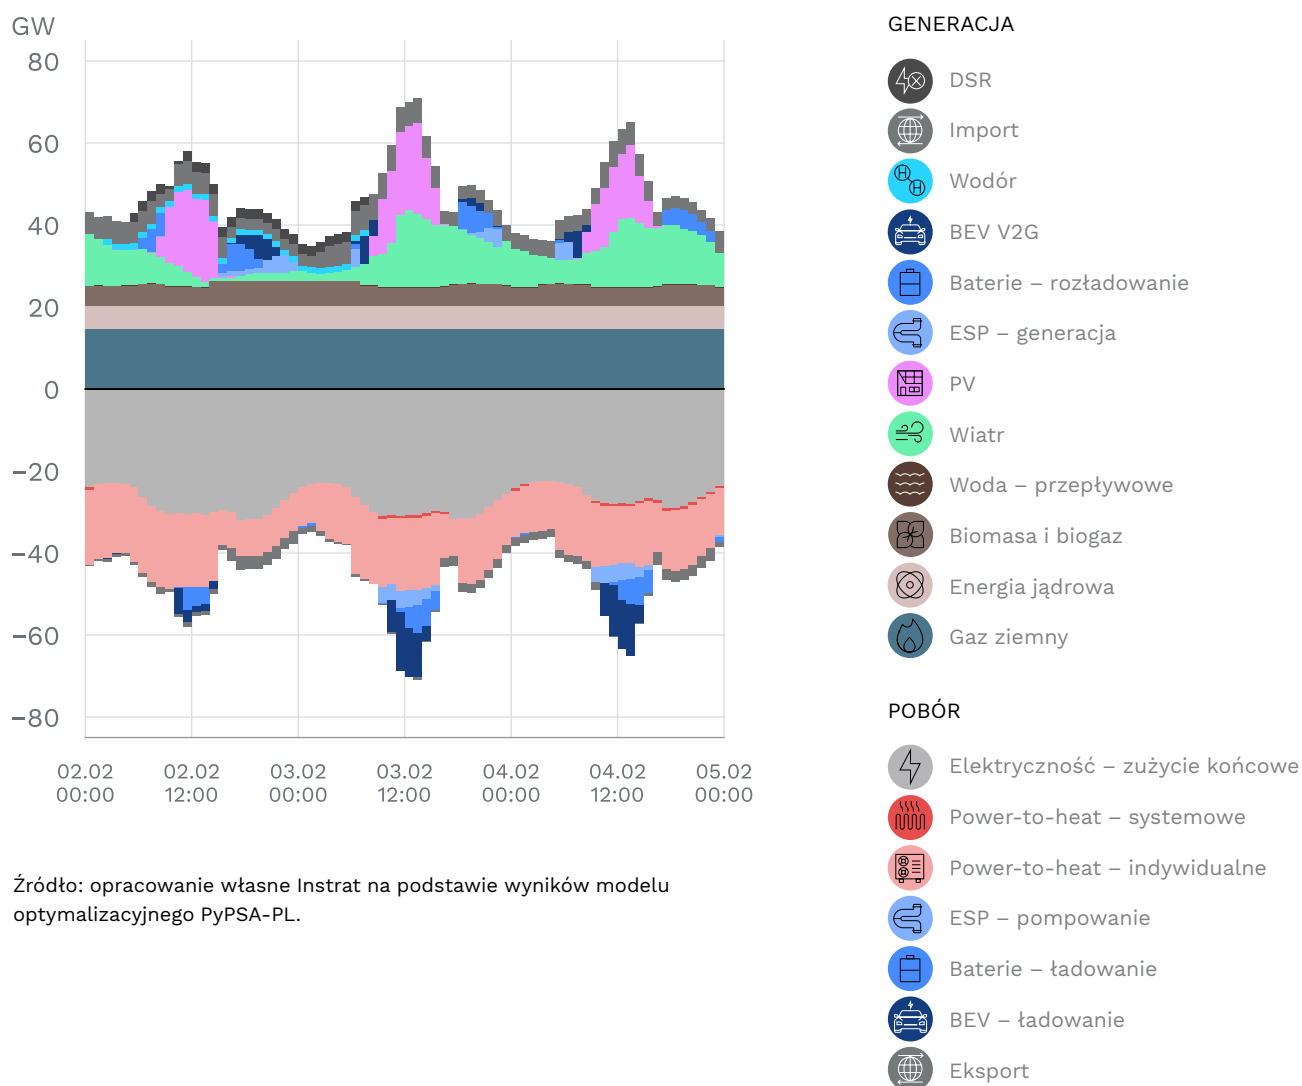 GW
80
60
40
20
0
−20
−40
−60
−80
02.02 02.02 03.02 03.02 04.02 04.02 05.02
00:00 12:00 00:00 12:00 00:00 12:00 00:00
Źródło: opracowanie własne Instrat na podstawie wyników modelu
optymalizacyjnego PyPSA-PL.
GENERACJA
DSR
Import
H H Wodór
BEV V2G
Baterie – rozładowanie
ESP – generacja
PV
Wiatr
Woda – przepływowe
Biomasa i biogaz
Energia jądrowa
Gaz ziemny
POBÓR
Elektryczność – zużycie końcowe
Power-to-heat – systemowe
Power-to-heat – indywidualne
ESP – pompowanie
Baterie – ładowanie
BEV – ładowanie
Eksport